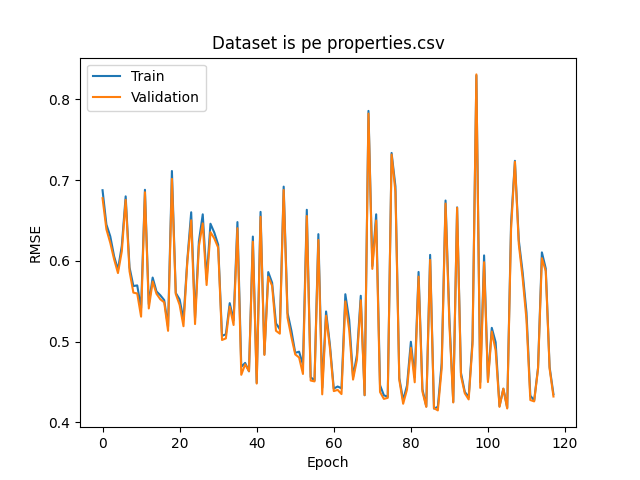 Dataset is pe properties.csv
Train
Validation
0.8
0.7
0.6
0.5
0.4
RMSE
0 20 40 60 80 100 120
Epoch